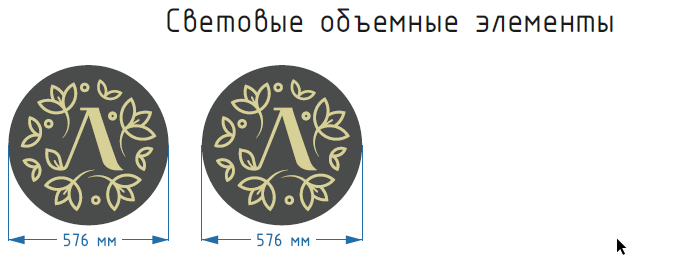 Световые объемные элементы
Л Л
576 мм 576 мм